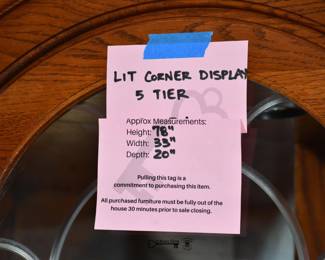 LIT CORNER DISPLAY
5 TIER
Approx Measurements:
Height: 78"
Width: 33"
Depth: 20"
Pulling this tag is a
commitment to purchasing this item.
All purchased furniture must be fully out of the
house 30 minutes prior to sale closing.